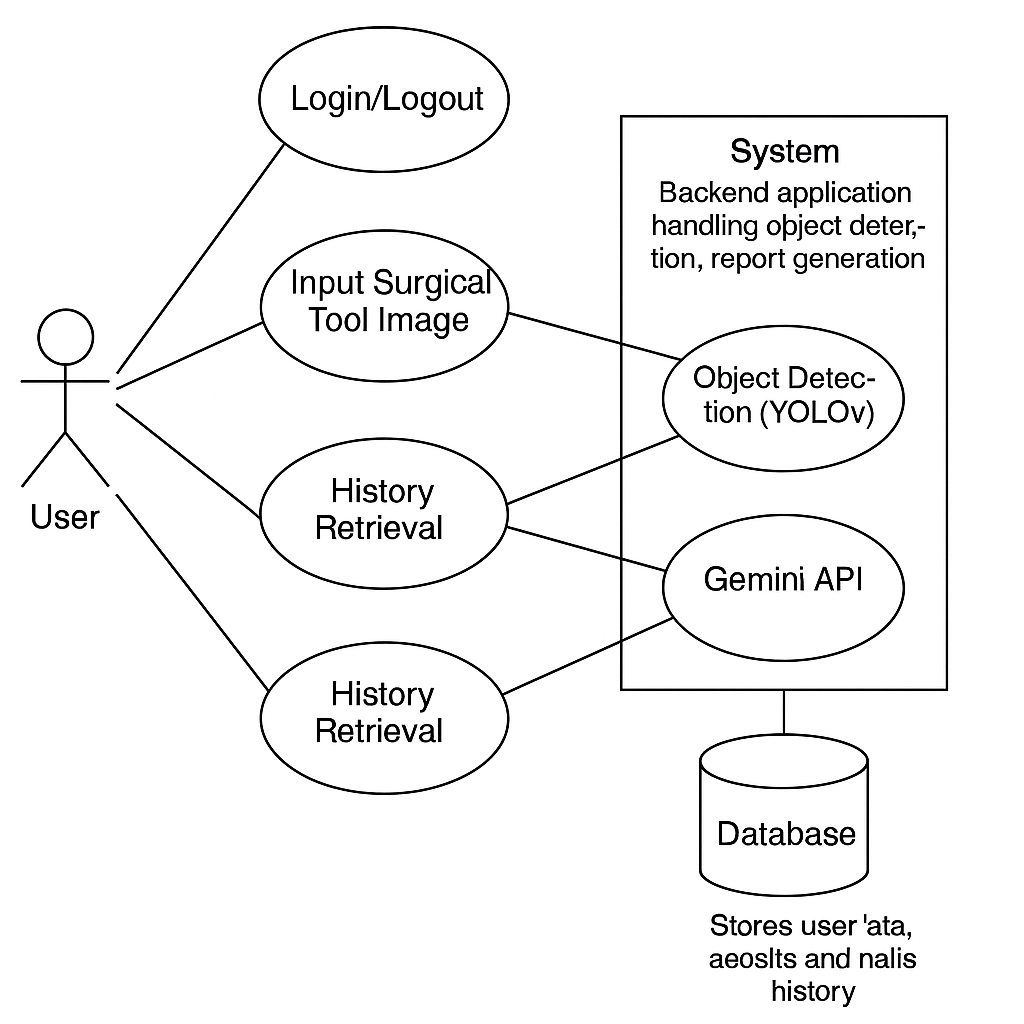 Login/Logout
Input Surgical
Tool Image
User
History
Retrieval
History
Retrieval
System
Backend application
handling object deter,-
tion, report generation
Object Detec-
tion (YOLOv)
Gemini API
Database
Stores user 'ata,
aeoslts and nalis
history